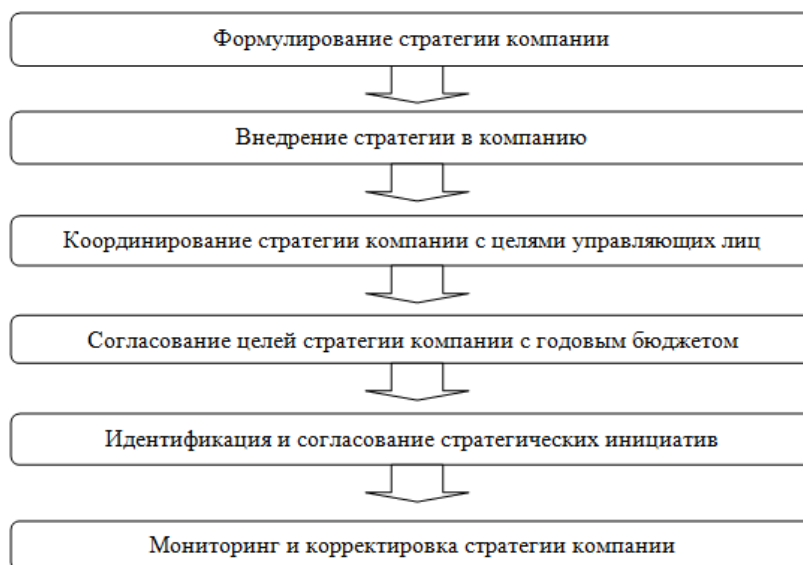 Формулирование стратегии компании
Внедрение стратегии в компанию
Координирование стратегии компании с целями управляющих лиц
Согласование целей стратегии компании с годовым бюджетом
Идентификация и согласование стратегических инициатив
Мониторинг и корректировка стратегии компании